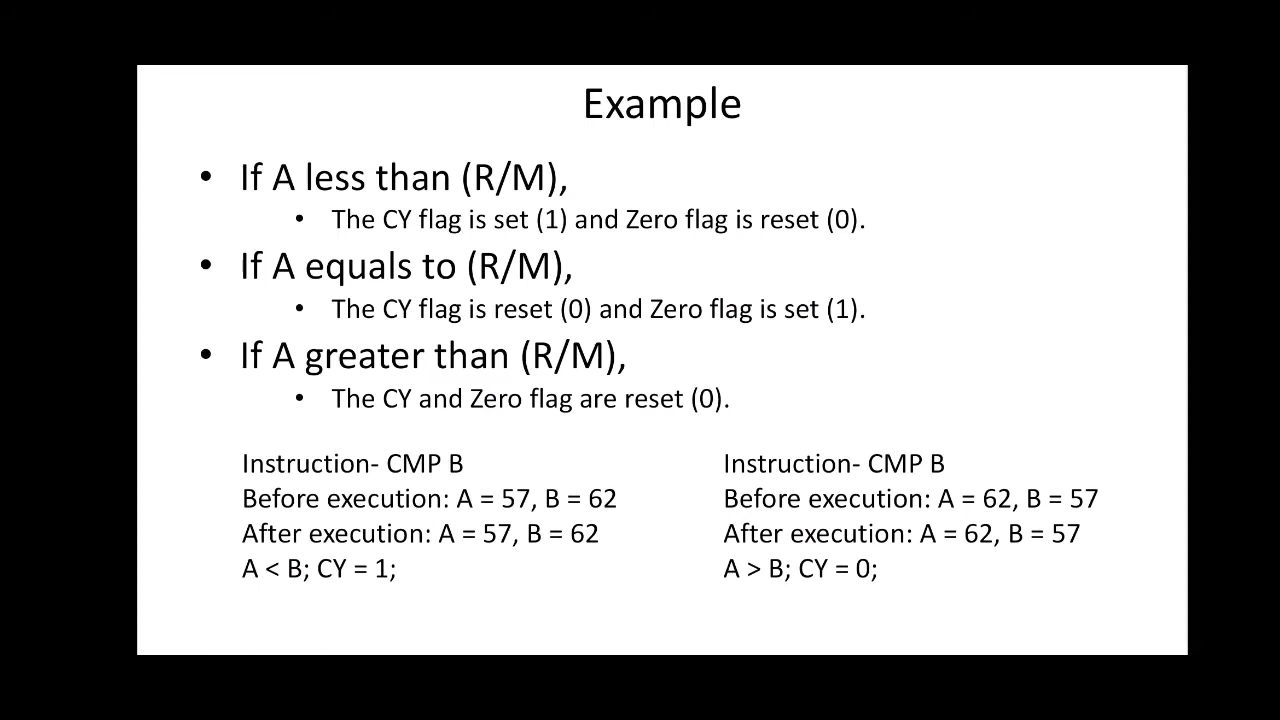 Example
• If A less than (R/M),
• The CY flag is set (1) and Zero flag is reset (0).
• If A equals to (R/M),
• The CY flag is reset (0) and Zero flag is set (1).
• If A greater than (R/M),
• The CY and Zero flag are reset (0).
Instruction- CMP B
Before execution: A = 57, B = 62
After execution: A = 57, B = 62
A < B; CY = 1;
Instruction- CMP B
Before execution: A = 62, B = 57
After execution: A = 62, B = 57
A > B; CY = 0;